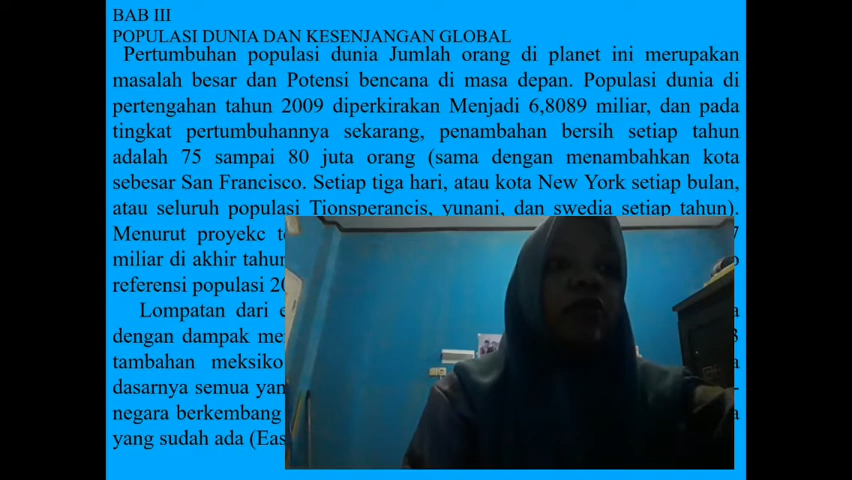 BAB III
POPULASI DUNIA DAN KESENJANGAN GLOBAL
Pertumbuhan populasi dunia Jumlah orang di planet ini merupakan
masalah besar dan Potensi bencana di masa depan. Populasi dunia di
pertengahan tahun 2009 diperkirakan Menjadi 6,8089 miliar, dan pada
tingkat pertumbuhannya sekarang, penambahan bersih setiap tahun
adalah 75 sampai 80 juta orang (sama dengan menambahkan kota
sebesar San Francisco. Setiap tiga hari, atau kota New York setiap bulan,
atau seluruh populasi Tionsperancis, yunani, dan swedia setiap tahun).
Menurut proyekc
miliar di akhir tahun
referensi populasi
Lompatan dari
dengan dampak
tambahan meksiko
dasarnya semua
negara berkembang
yang sudah ada